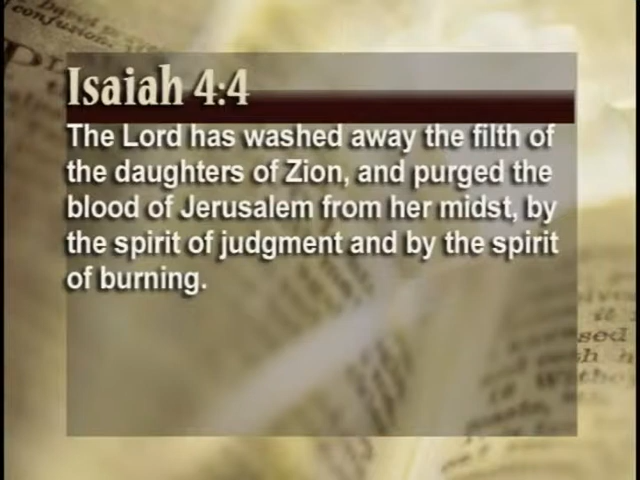 Isaiah 4:4
The Lord has washed away the filth of
the daughters of Zion, and purged the
blood of Jerusalem from her midst, by
the spirit of judgment and by the spirit
of burning.
confusion.